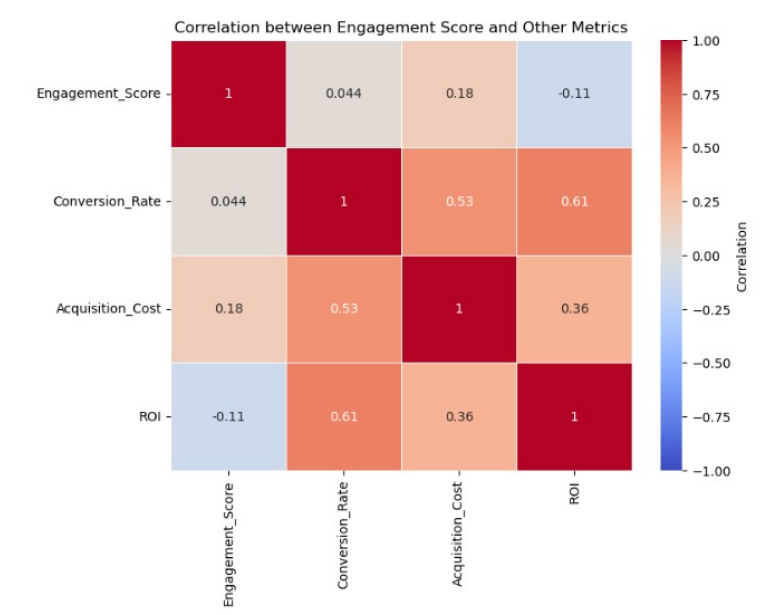 Correlation between Engagement Score and Other Metrics
Engagement_Score 1 0.044 0.18 -0.11
Conversion_Rate 0.044 1 0.53 0.61
Acquisition_Cost 0.18 0.53 1 0.36
ROI -0.11 0.61 0.36 1
Engagement_Score
Conversion_Rate
Acquisition_Cost
ROI
1.00
0.75
0.50
0.25
0.00
−0.25
−0.50
−0.75
−1.00
Correlation